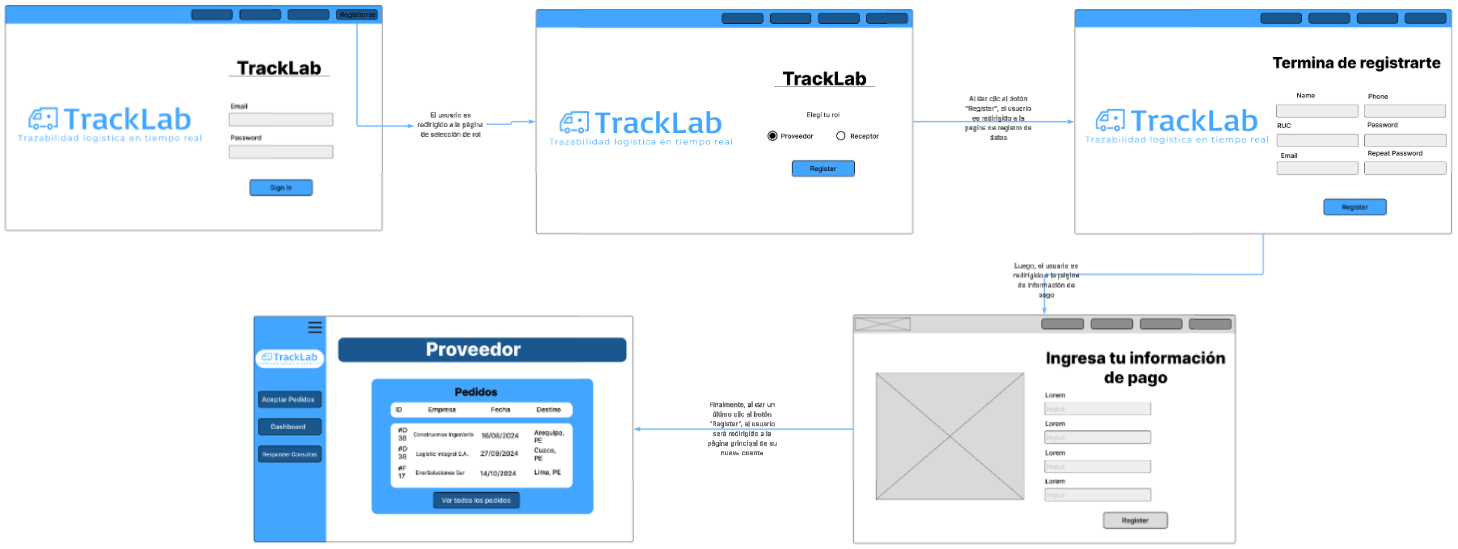 Registrarse
TrackLab
Email
Password
Sign In
TrackLab
Trazabilidad logistica en tiempo real
El usuario es
redirigido a la página
de selección de rol
TrackLab
Elegí tu rol
Proveedor
Receptor
Register
TrackLab
Trazabilidad logistica en tiempo real
Al dar clic al botón
"Register", el usuario
es redirigido a la
pagina de registro de
datos
Termina de registrarte
Name
Phone
RUC
Password
Email
Repeat Password
Register
TrackLab
Trazabilidad logistica en tiempo real
Luego, el usuario es
redirigido a la página
de información de
pago
Ingresa tu información
de pago
Lorem
Input
Lorem
Input
Lorem
Input
Lorem
Input
Register
Finalmente, al dar un
último clic al botón
"Register", al usuario
será redirigido a la
página principal de su
nueva cuenta
TrackLab
Aceptar Pedidos
Dashboard
Responder Consultas
Proveedor
Pedidos
ID Empresa Fecha Destino
#D
38 Construcmax Ingenieria 16/08/2024 Arequipa,
PE
#D
38 Logistic Integral S.A. 27/09/2024 Cuzco,
PE
#F
17 EnerSoluciones Sur 14/10/2024 Lima, PE
Ver todos los pedidos